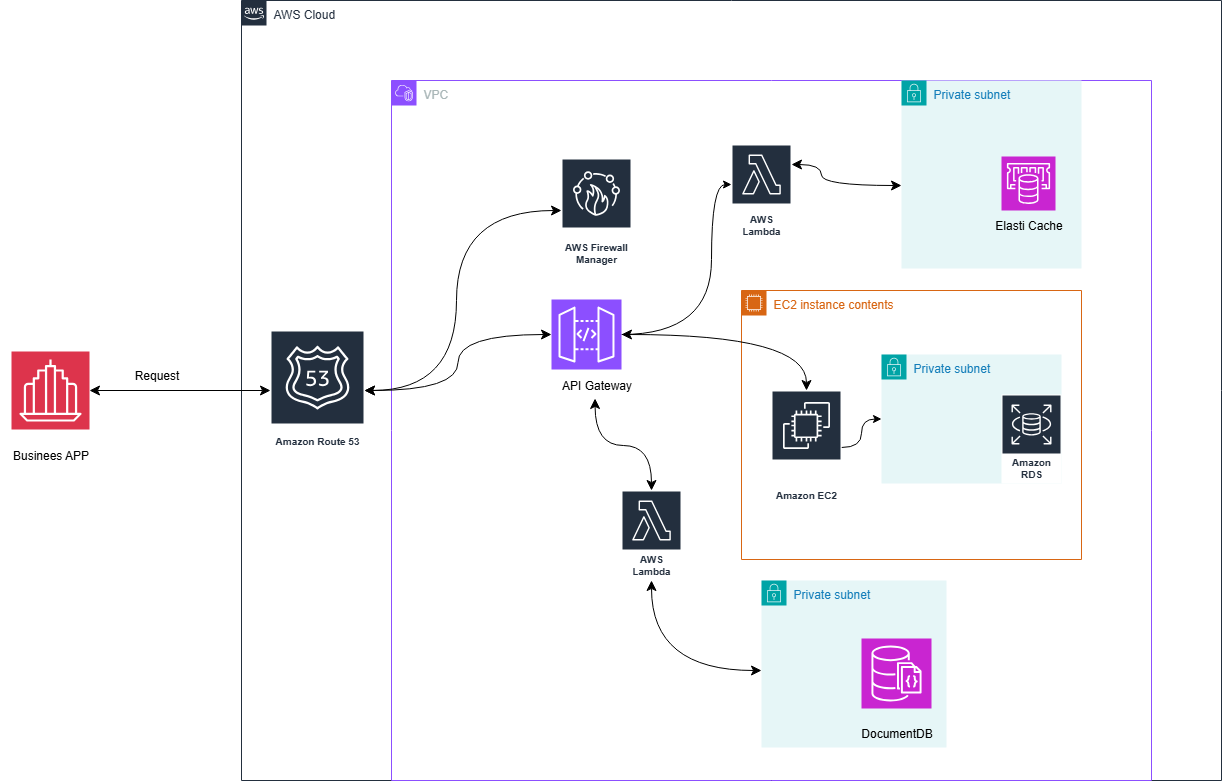 aws
AWS Cloud
VPC
Private subnet
AWS Firewall
Manager
AWS
Lambda
Elasti Cache
EC2 instance contents
53
API Gateway
Private subnet
Request
Amazon Route 53
Businees APP
Amazon EC2
Amazon
RDS
AWS
Lambda
Private subnet
DocumentDB